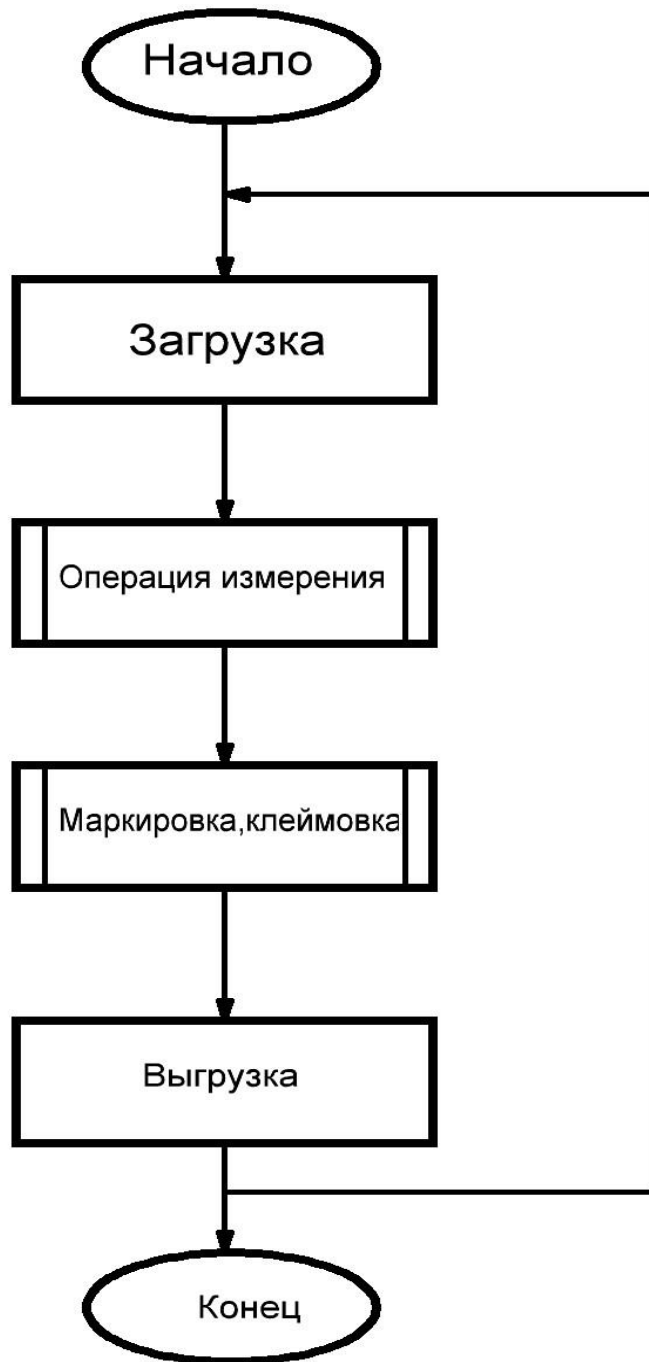 Начало
Загрузка
Операция измерения
Маркировка,клеймовка
Выгрузка
Конец